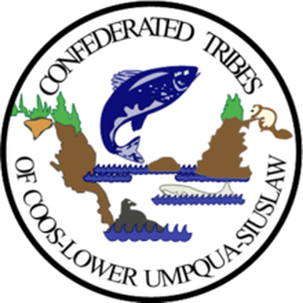 CONFEDERATED TRIBES
OF COOS-LOWER UMPQUA-SIUSLAW